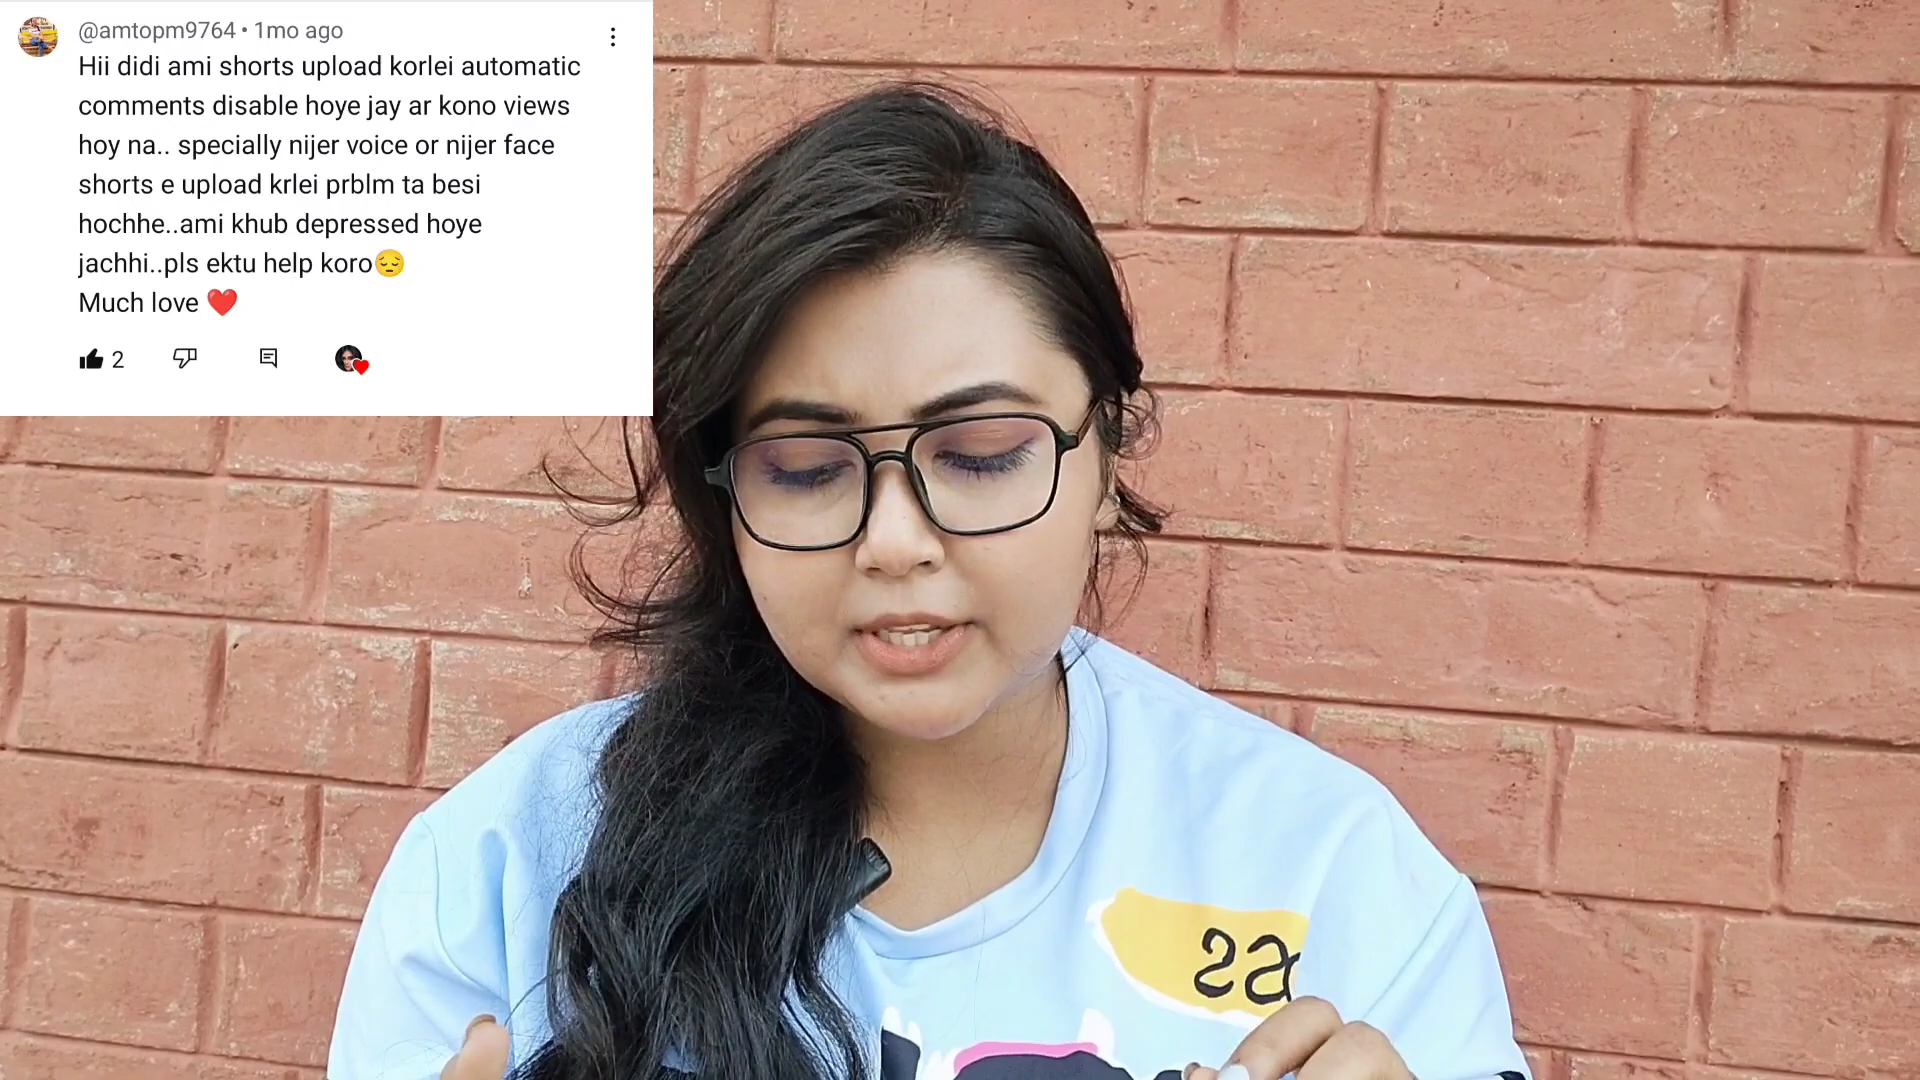 @amtopm9764 • 1mo ago
Hii didi ami shorts upload korlei automatic
comments disable hoye jay ar kono views
hoy na.. specially nijer voice or nijer face
shorts e upload krlei prblm ta besi
hochhe..ami khub depressed hoye
jachhi..pls ektu help koro😔
Much love ❤️
2